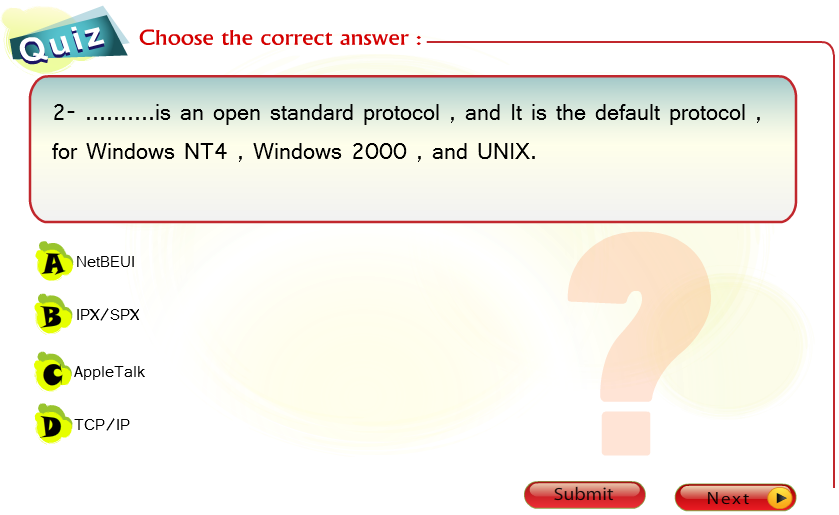 Quiz
Choose the correct answer :
2- ..........is an open standard protocol , and It is the default protocol ,
for Windows NT4 , Windows 2000 , and UNIX.
A NetBEUI
B IPX/SPX
C AppleTalk
D TCP/IP
?
Submit
Next